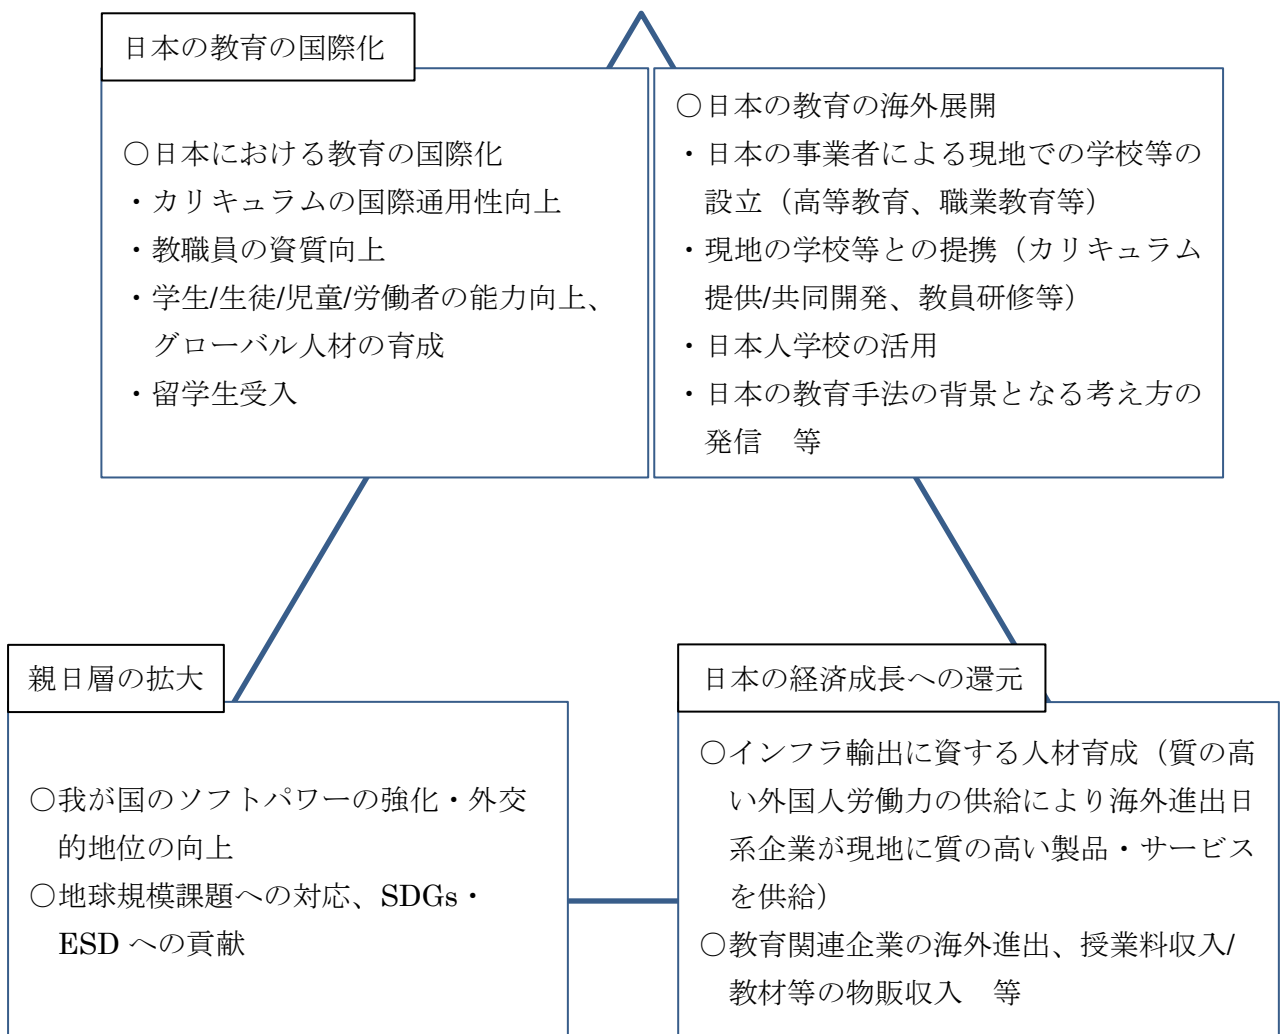 日本の教育の国際化
○日本における教育の国際化
・カリキュラムの国際通用性向上
・教職員の資質向上
・学生/生徒/児童/労働者の能力向上、
グローバル人材の育成
・留学生受入
○日本の教育の海外展開
・日本の事業者による現地での学校等の
設立（高等教育、職業教育等）
・現地の学校等との提携（カリキュラム
提供/共同開発、教員研修等）
・日本人学校の活用
・日本の教育手法の背景となる考え方の
発信　等
親日層の拡大
○我が国のソフトパワーの強化・外交
的地位の向上
○地球規模課題への対応、SDGs・
ESD への貢献
日本の経済成長への還元
○インフラ輸出に資する人材育成（質の高
い外国人労働力の供給により海外進出日
系企業が現地に質の高い製品・サービス
を供給）
○教育関連企業の海外進出、授業料収入/
教材等の物販収入　等